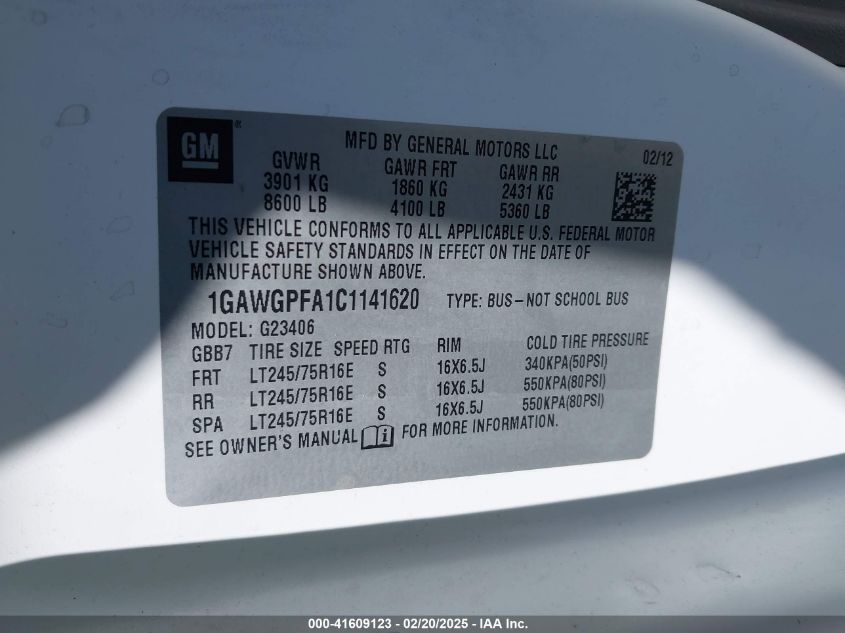 GM ®
MFD BY GENERAL MOTORS LLC 02/12
GVWR GAWR FRT GAWR RR
3901 KG 1860 KG 2431 KG
8600 LB 4100 LB 5360 LB
THIS VEHICLE CONFORMS TO ALL APPLICABLE U.S. FEDERAL MOTOR
VEHICLE SAFETY STANDARDS IN EFFECT ON THE DATE OF
MANUFACTURE SHOWN ABOVE.
1GAWGPFA1C1141620 TYPE: BUS–NOT SCHOOL BUS
MODEL: G23406
GBB7 TIRE SIZE SPEED RTG RIM COLD TIRE PRESSURE
FRT LT245/75R16E S 16X6.5J 340KPA(50PSI)
RR LT245/75R16E S 16X6.5J 550KPA(80PSI)
SPA LT245/75R16E S 16X6.5J 550KPA(80PSI)
SEE OWNER'S MANUAL i FOR MORE INFORMATION.
000-41609123 - 02/20/2025 - IAAI Inc.